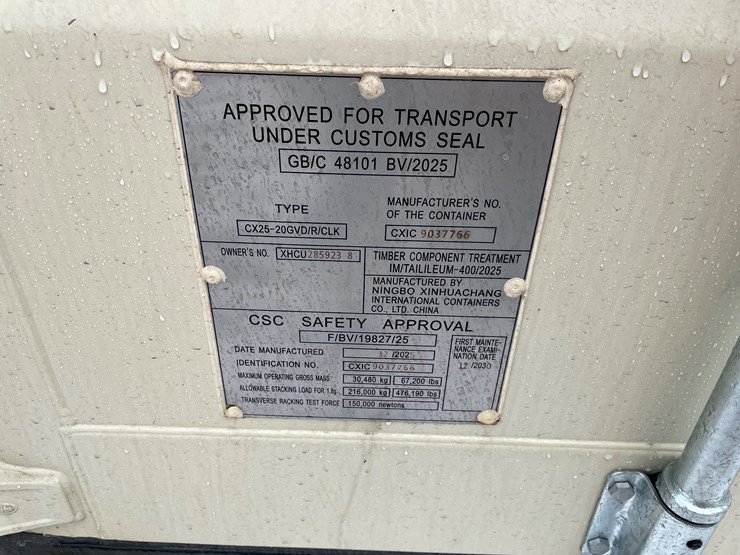 APPROVED FOR TRANSPORT
UNDER CUSTOMS SEAL
GB/C 48101 BV/2025
TYPE
CX25-20GVD/R/CLK
MANUFACTURER'S NO.
OF THE CONTAINER
CXIC 9037766
OWNER'S NO. XHCU 285923 8
TIMBER COMPONENT TREATMENT
IM/TAILILEUM-400/2025
MANUFACTURED BY
NINGBO XINHUACHANG
INTERNATIONAL CONTAINERS
CO., LTD. CHINA
CSC SAFETY APPROVAL
F/BV/19827/25
DATE MANUFACTURED 12 /2025
IDENTIFICATION NO. CXIC 9037766
MAXIMUM OPERATING GROSS MASS 30,480 kg 67,200 lbs
ALLOWABLE STACKING LOAD FOR 1.8g 216,000 kg 476,190 lbs
TRANSVERSE RACKING TEST FORCE 150,000 newtons
FIRST MAINTE-
NANCE EXAMI-
NATION DATE
12 /2030